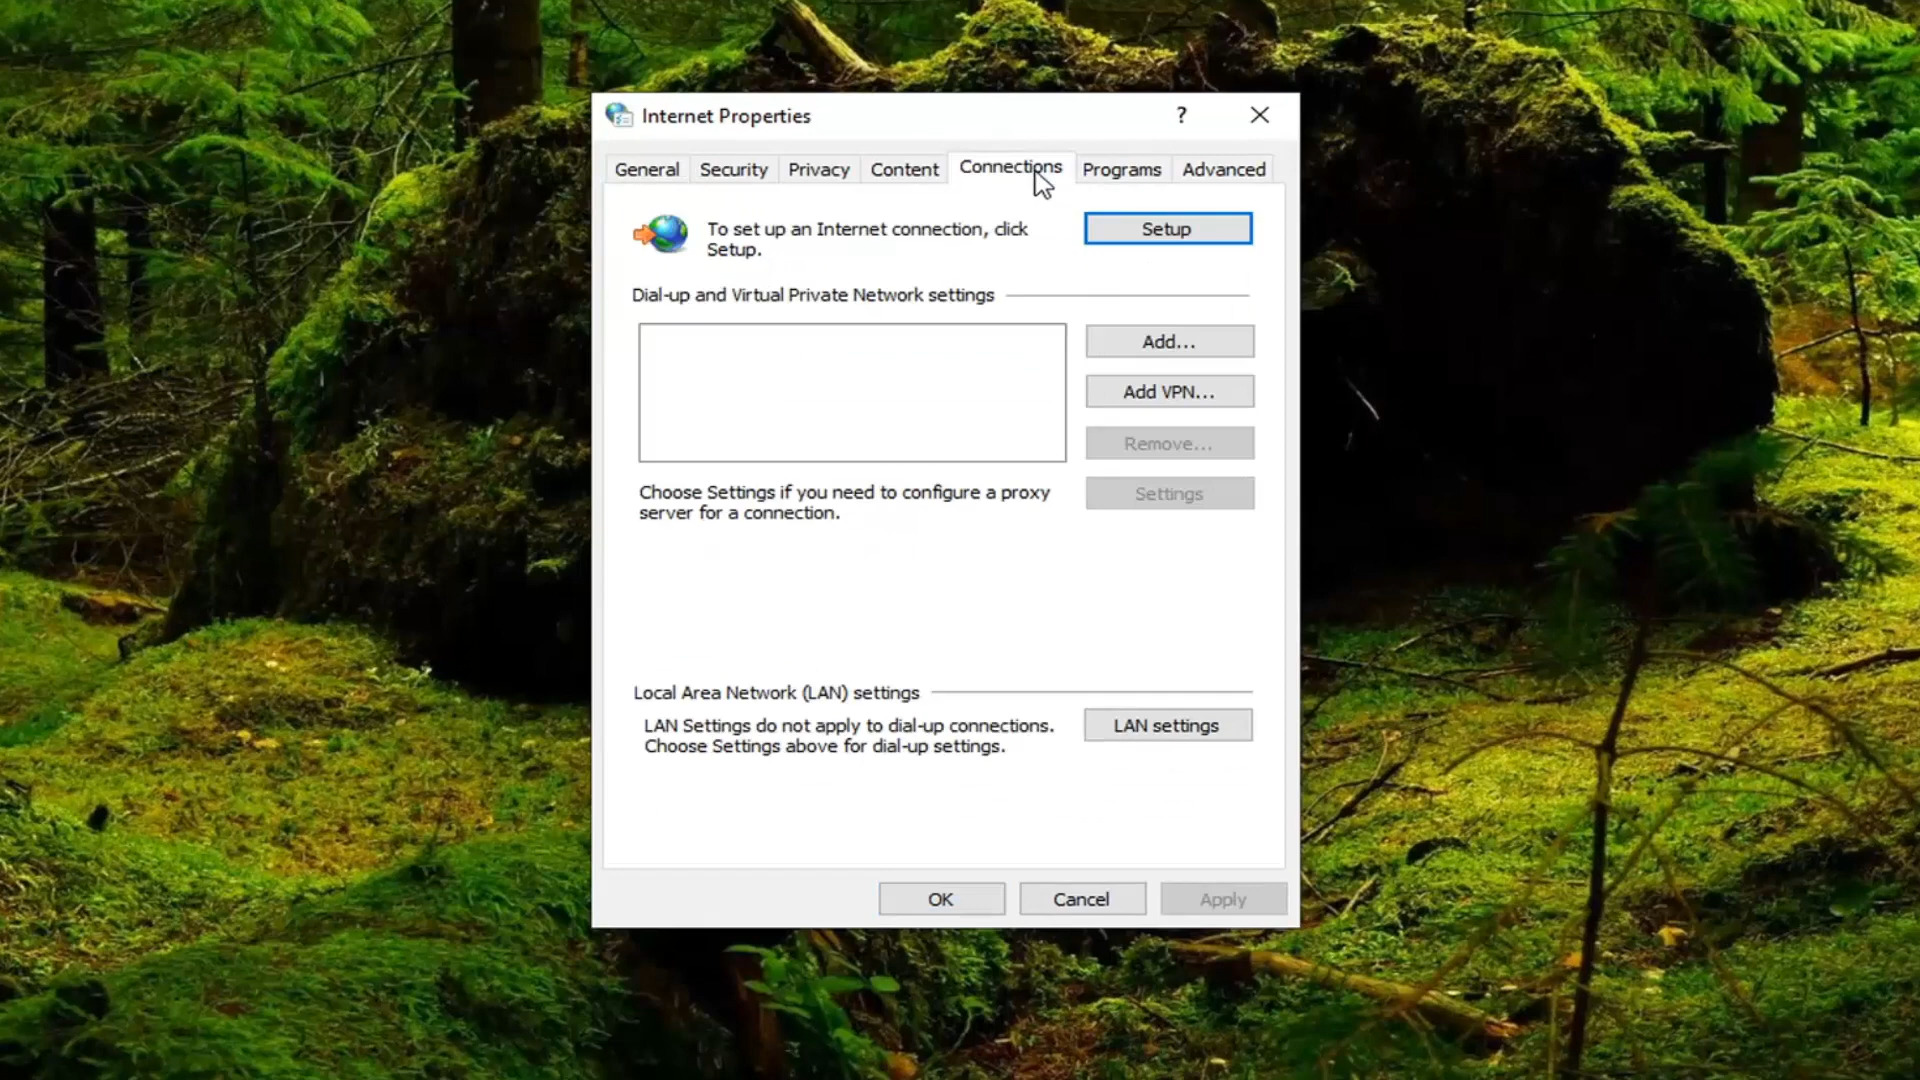 Internet Properties
?
General Security Privacy Content Connections Programs Advanced
To set up an Internet connection, click
Setup.
Setup
Dial-up and Virtual Private Network settings
Add...
Add VPN...
Remove...
Choose Settings if you need to configure a proxy
server for a connection.
Settings
Local Area Network (LAN) settings
LAN Settings do not apply to dial-up connections.
Choose Settings above for dial-up settings.
LAN settings
OK Cancel Apply